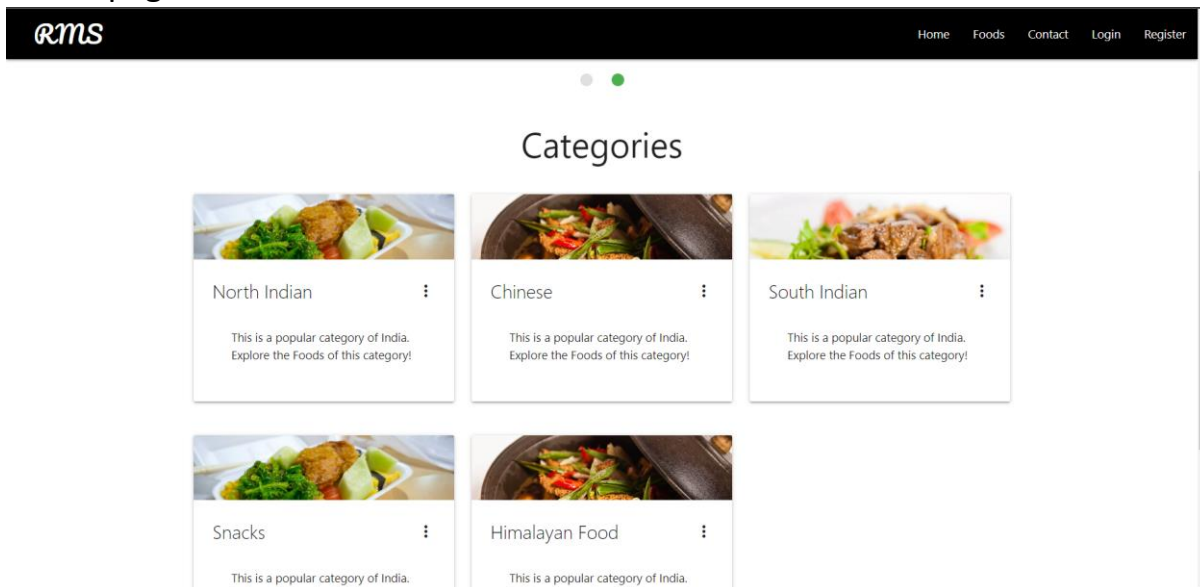 RMS
Home Foods Contact Login Register
Categories
North Indian
This is a popular category of India.
Explore the Foods of this category!
Chinese
This is a popular category of India.
Explore the Foods of this category!
South Indian
This is a popular category of India.
Explore the Foods of this category!
Snacks
This is a popular category of India.
Himalayan Food
This is a popular category of India.